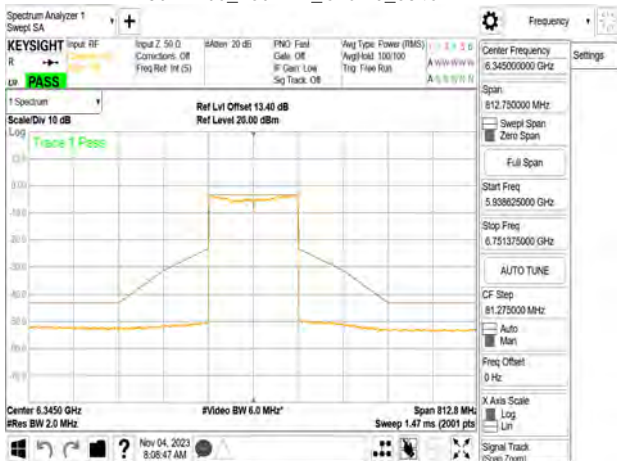 Spectrum Analyzer 1
Swept SA
+
Frequency
KEYSIGHT
Input: RF
Input Z: 50 Ω
#Atten: 20 dB
PNO: Fast
Avg Type: Power (RMS)
Corrections: Off
Gate: Off
Avg|Hold: 100/100
Freq Ref: Int (S)
IF Gain: Low
Trig: Free Run
Sig Track: Off
PASS
Center Frequency
6.345000000 GHz
Settings
Span
812.750000 MHz
Swept Span
Zero Span
Full Span
Start Freq
5.938625000 GHz
Stop Freq
6.751375000 GHz
AUTO TUNE
CF Step
81.275000 MHz
Auto
Man
Freq Offset
0 Hz
X Axis Scale
Log
Lin
Signal Track
(Span Zoom)
1 Spectrum
Scale/Div 10 dB
Ref Lvl Offset 13.40 dB
Ref Level 20.00 dBm
Log
Trace 1 Pass
Center 6.3450 GHz
#Video BW 6.0 MHz*
Span 812.8 MHz
#Res BW 2.0 MHz
Sweep 1.47 ms (2001 pts
Nov 04, 2023
8:08:47 AM